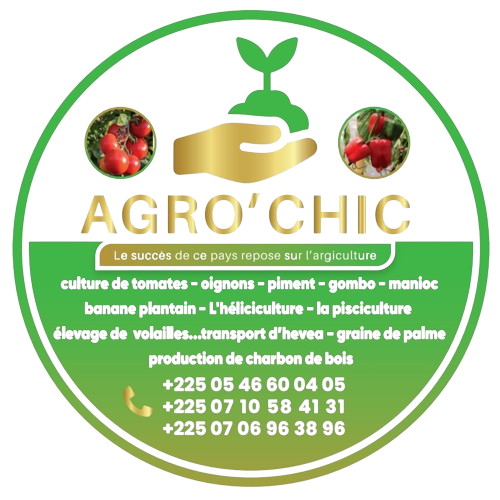 AGRO'CHIC
Le succès de ce pays repose sur l'argiculture
culture de tomates - oignons - piment - gombo - manioc
banane plantain - L'héliciculture - la pisciculture
élevage de volailles...transport d'hevea - graine de palme
production de charbon de bois
+225 05 46 60 04 05
+225 07 10 58 41 31
+225 07 06 96 38 96